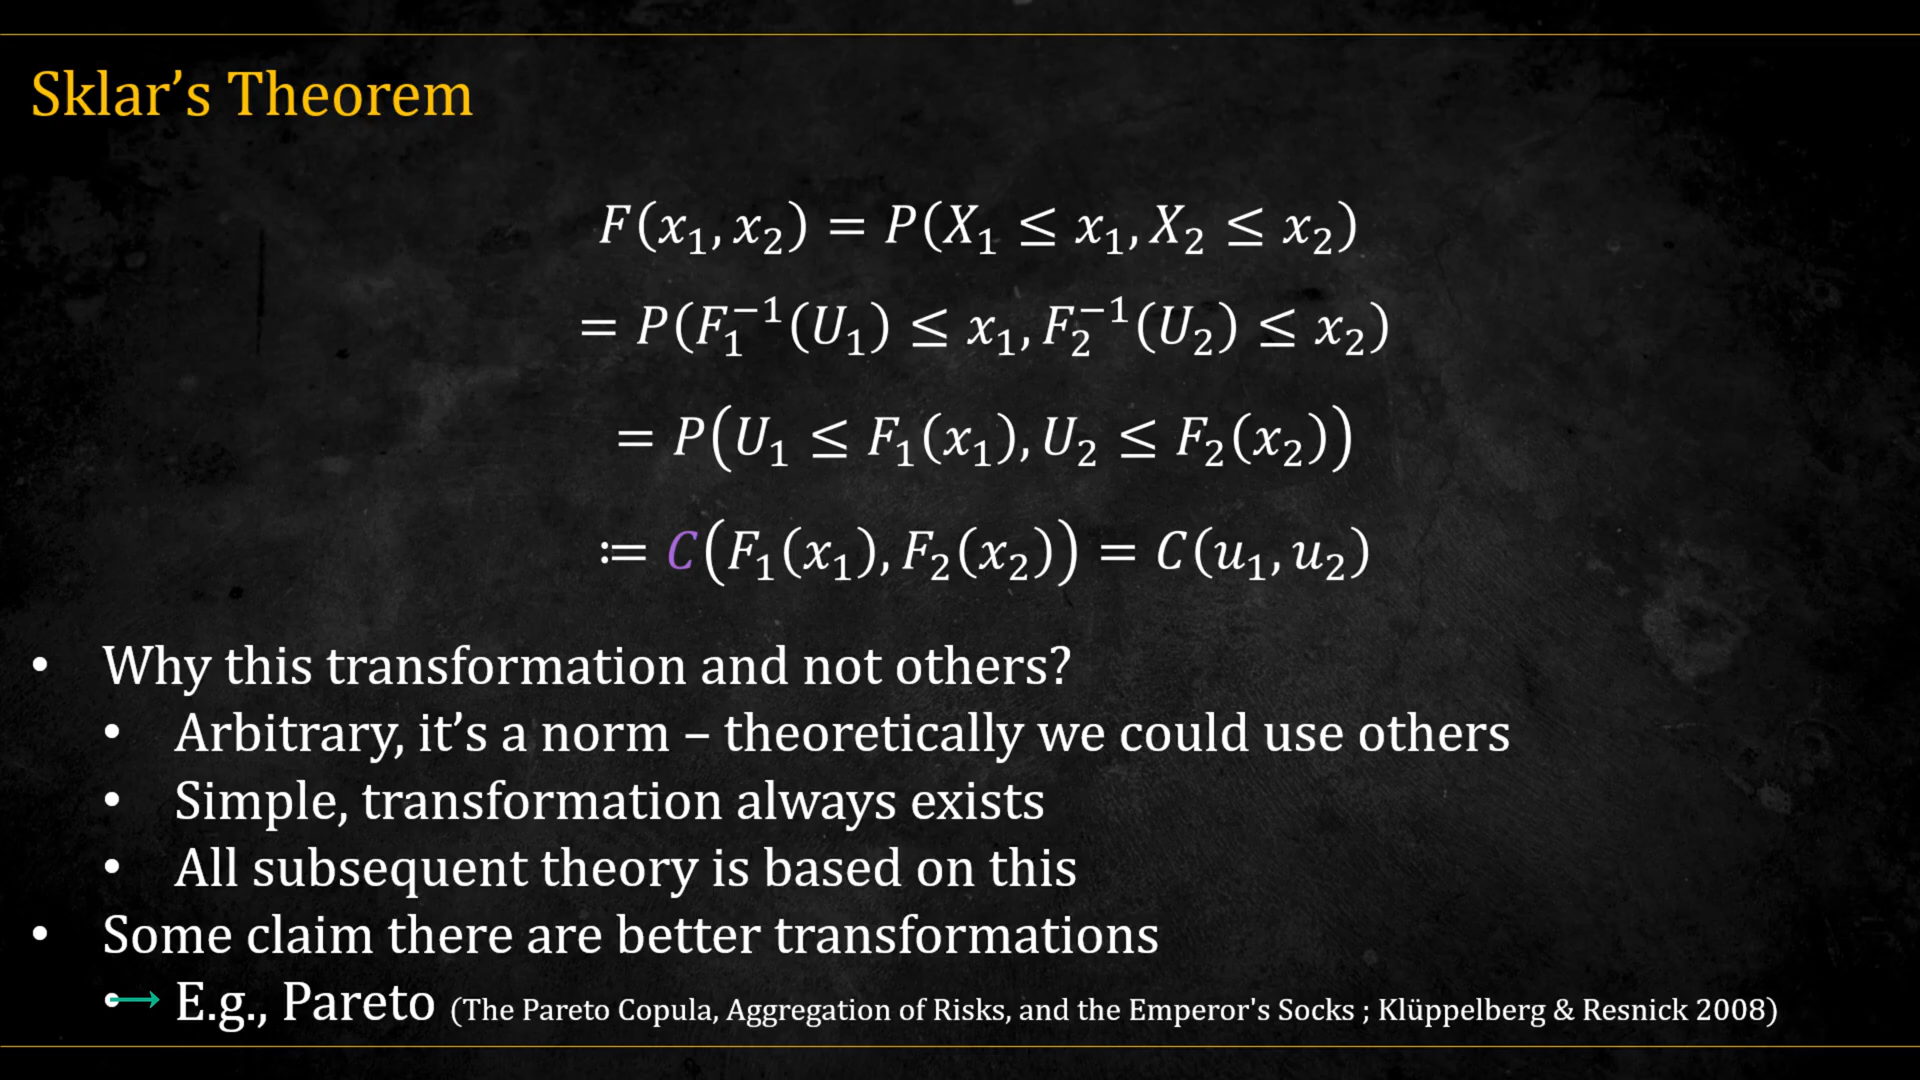 Sklar’s Theorem
F(x₁, x₂) = P(X₁ ≤ x₁, X₂ ≤ x₂)
= P(F₁⁻¹(U₁) ≤ x₁, F₂⁻¹(U₂) ≤ x₂)
= P(U₁ ≤ F₁(x₁), U₂ ≤ F₂(x₂))
≔ C(F₁(x₁), F₂(x₂)) = C(u₁, u₂)
• Why this transformation and not others?
• Arbitrary, it’s a norm – theoretically we could use others
• Simple, transformation always exists
• All subsequent theory is based on this
• Some claim there are better transformations
• E.g., Pareto (The Pareto Copula, Aggregation of Risks, and the Emperor's Socks ; Klüppelberg & Resnick 2008)